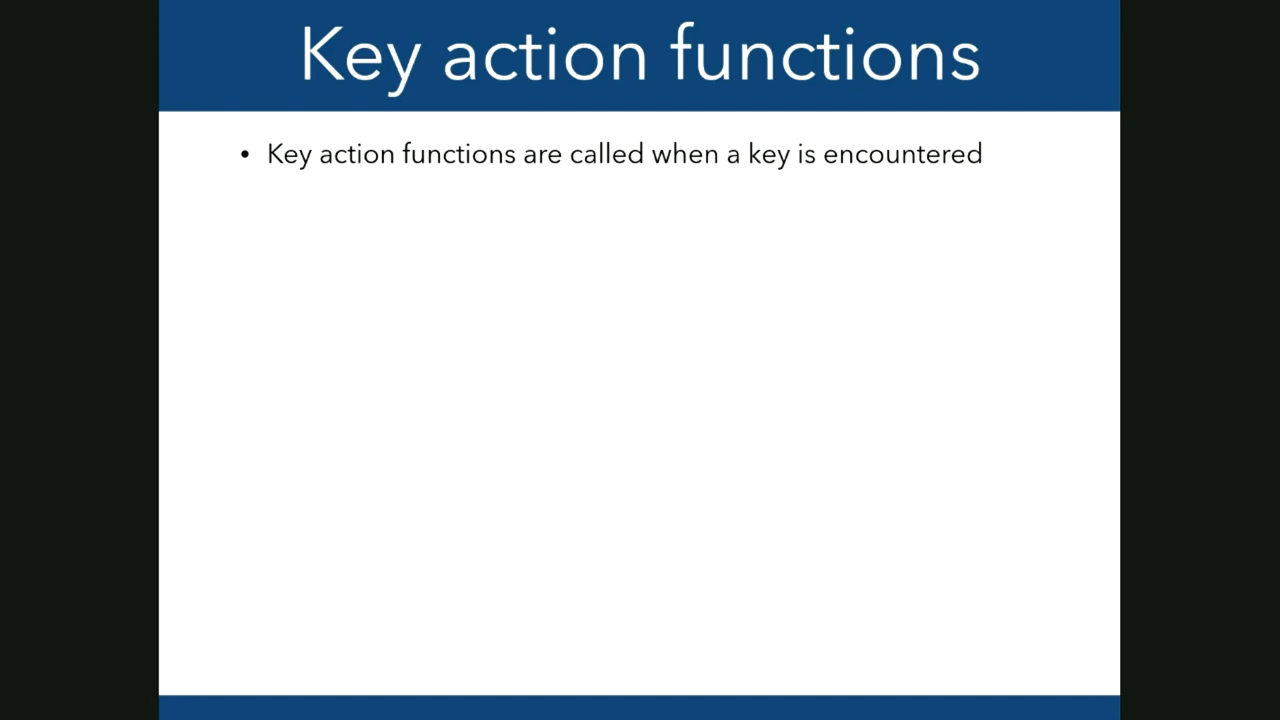 Key action functions
• Key action functions are called when a key is encountered